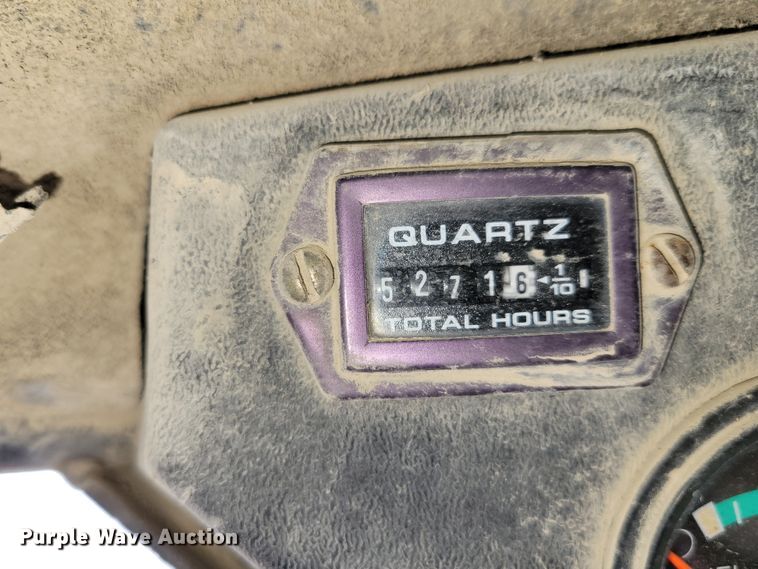 QUARTZ
5 2 7 1 6 ◄ 1/10
TOTAL HOURS
Purple Wave Auction